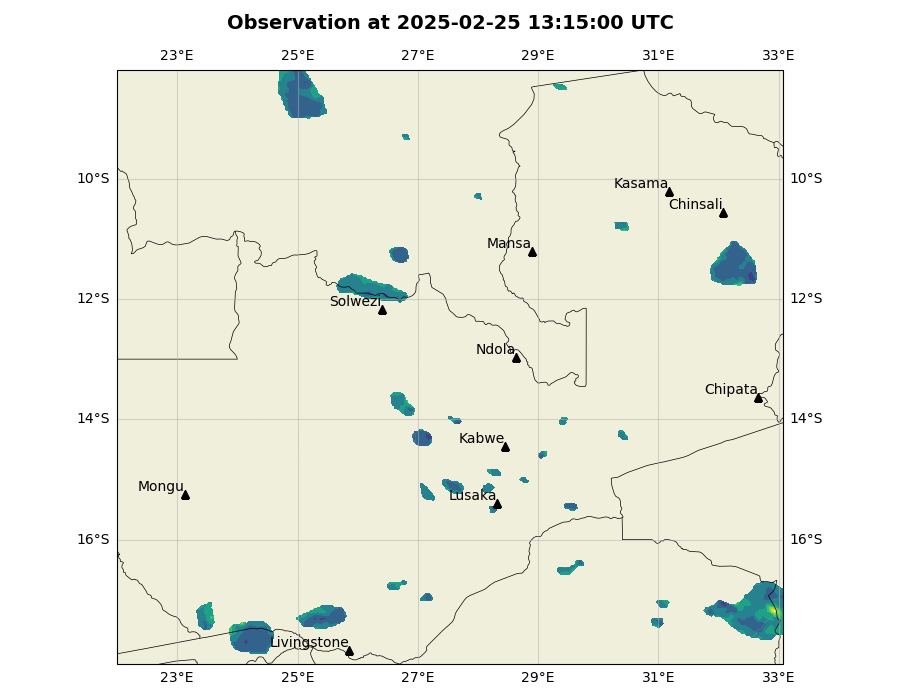 Observation at 2025-02-25 13:15:00 UTC
23°E 25°E 27°E 29°E 31°E 33°E
10°S 10°S
Kasama
Chinsali
Mansa
12°S 12°S
Solwezi
Ndola
Chipata
14°S 14°S
Kabwe
Mongu
Lusaka
16°S 16°S
Livingstone
23°E 25°E 27°E 29°E 31°E 33°E